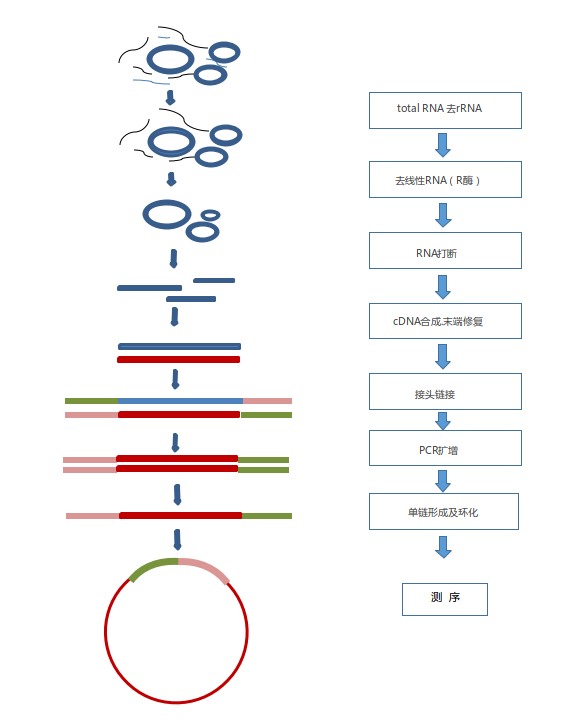 total RNA 去rRNA
去线性RNA（R酶）
RNA打断
cDNA合成.末端修复
接头链接
PCR扩增
单链形成及环化
测 序